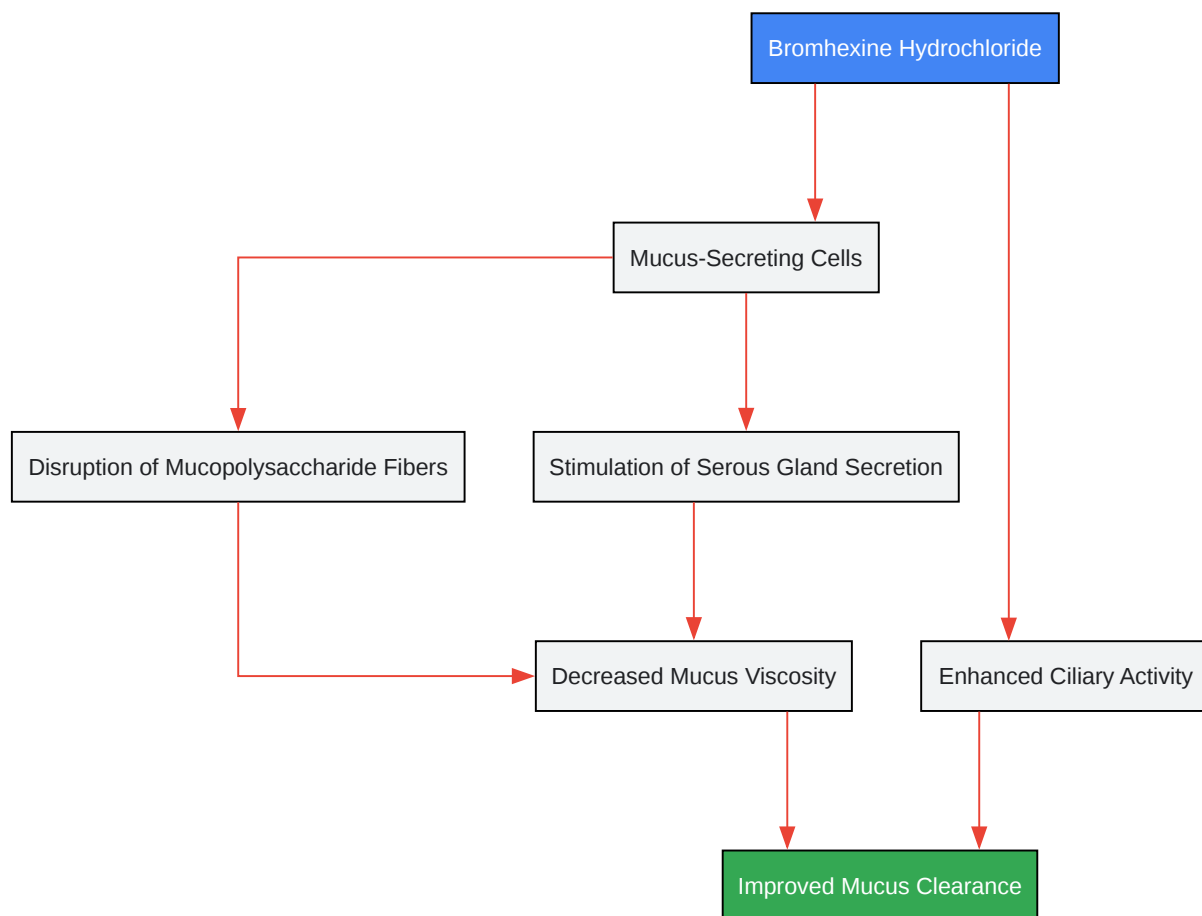 Bromhexine Hydrochloride
Mucus-Secreting Cells
Disruption of Mucopolysaccharide Fibers
Stimulation of Serous Gland Secretion
Decreased Mucus Viscosity
Enhanced Ciliary Activity
Improved Mucus Clearance